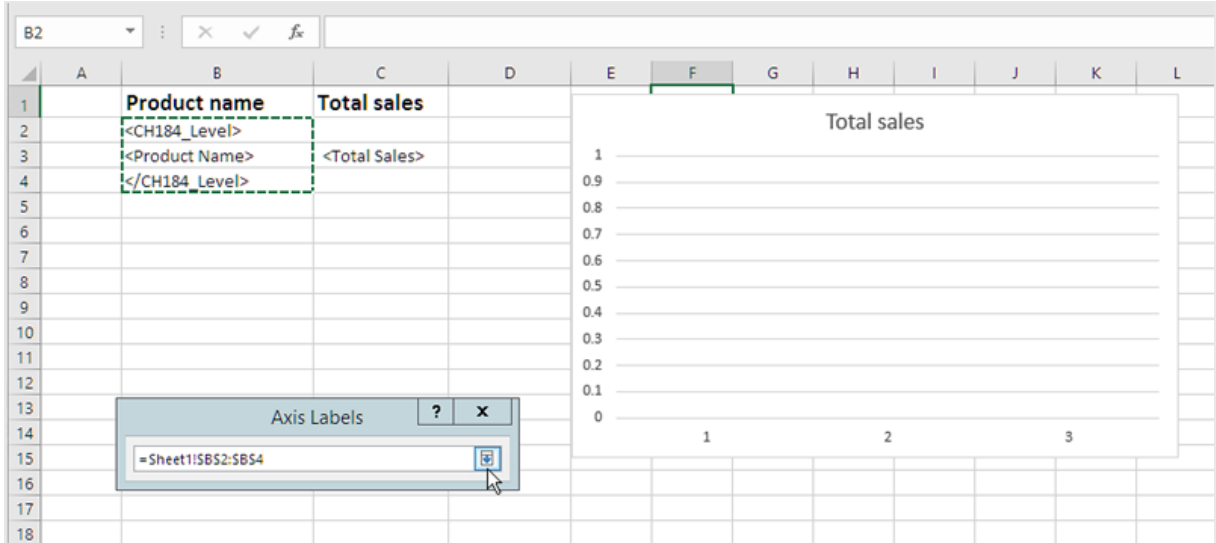 B2 fx
A B C D E F G H I J K L
1 Product name Total sales
2 <CH184_Level>
3 <Product Name> <Total Sales>
4 </CH184_Level>
5
6
7
8
9
10
11
12
13
14
15
16
17
18
Total sales
1
0.9
0.8
0.7
0.6
0.5
0.4
0.3
0.2
0.1
0
1 2 3
Axis Labels ? x
=Sheet1!$B$2:$B$4